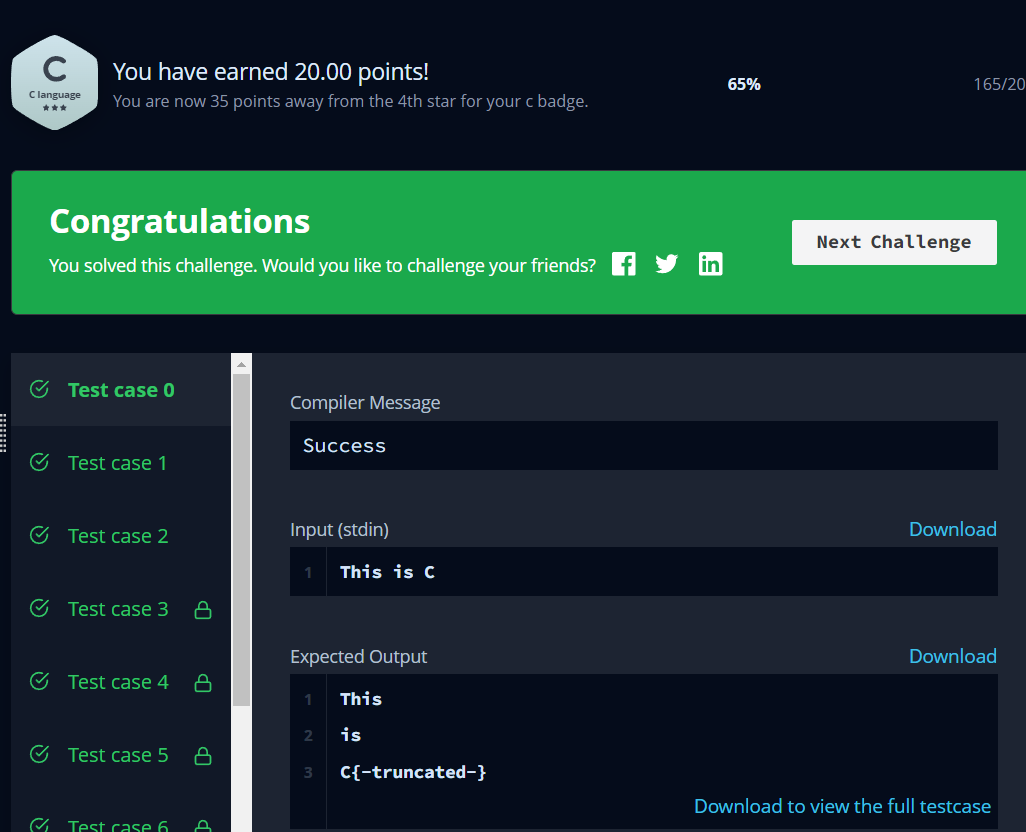 C
C language
You have earned 20.00 points!
You are now 35 points away from the 4th star for your c badge.
65%
165/20
Congratulations
You solved this challenge. Would you like to challenge your friends?
Next Challenge
Test case 0
Test case 1
Test case 2
Test case 3
Test case 4
Test case 5
Test case 6
Compiler Message
Success
Input (stdin)
Download
1 This is C
Expected Output
Download
1 This
2 is
3 C{-truncated-}
Download to view the full testcase